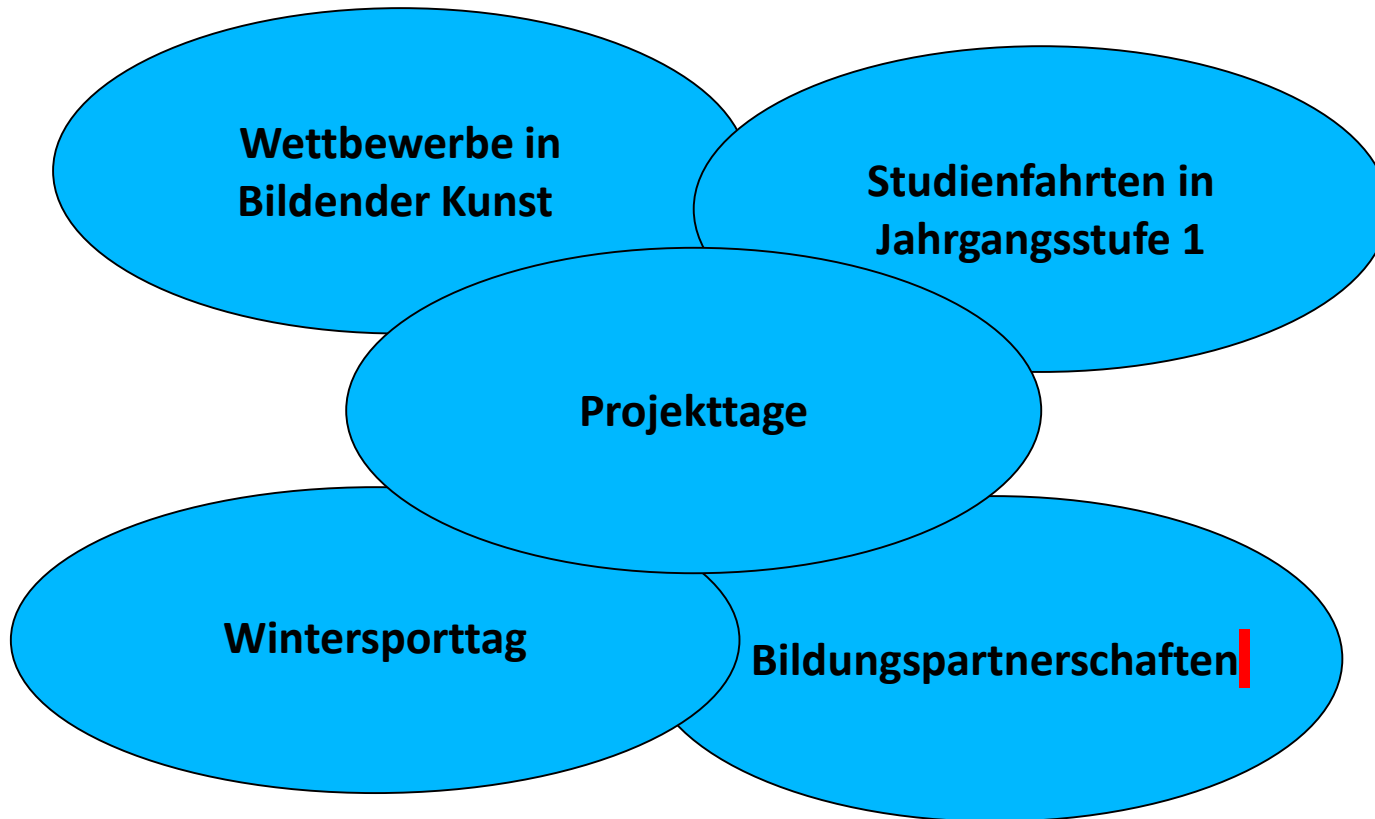 Wettbewerbe in
Bildender Kunst
Studienfahrten in
Jahrgangsstufe 1
Projekttage
Wintersporttag
Bildungspartnerschaften